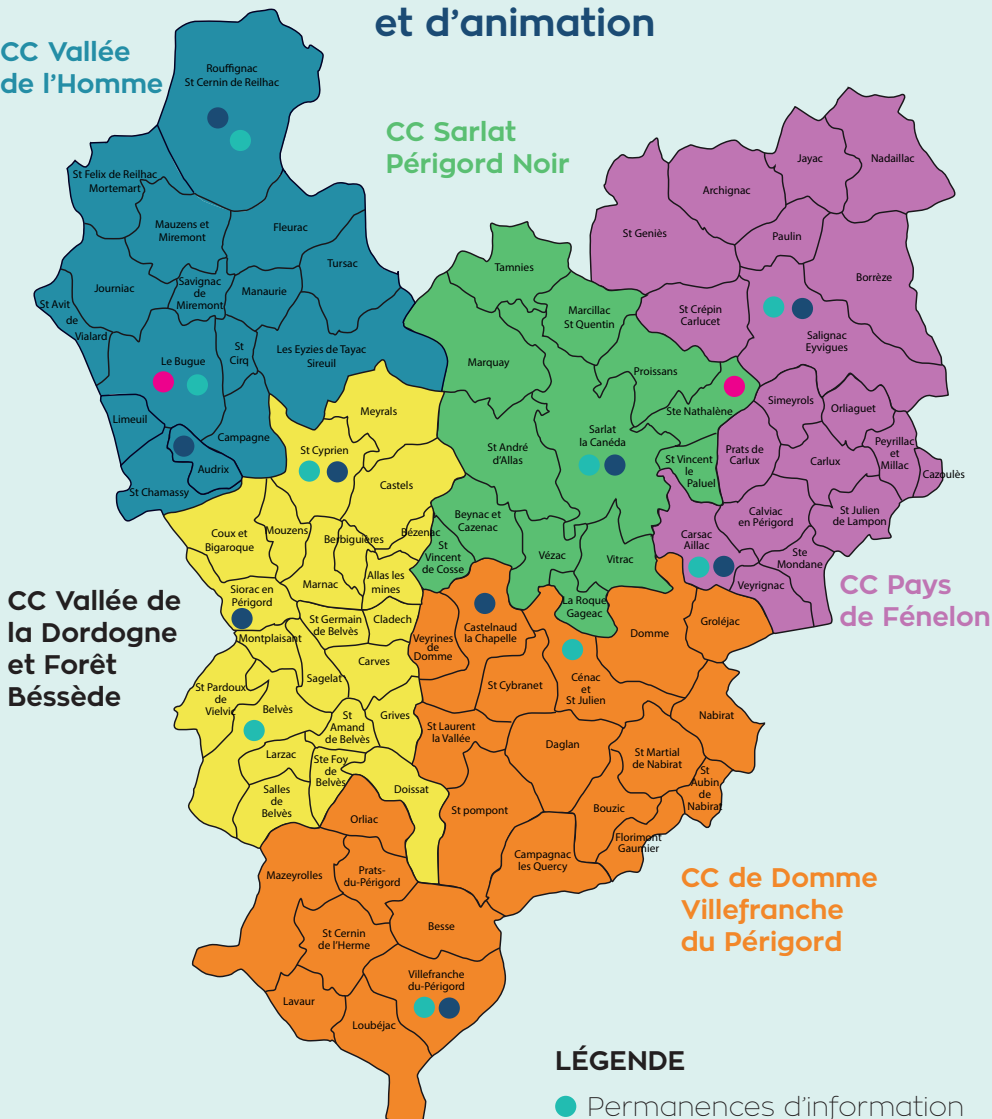 et d'animation
CC Vallée
de l'Homme
CC Sarlat
Périgord Noir
Rouffignac
St Cernin de Reilhac
St Felix de Reilhac
Mortemart
Mauzens et
Miremont
Fleurac
Tursac
Journiac
Savignac
de
Miremont
Manaurie
St Avit
de
Vialard
Le Bugue
St
Cirq
Les Eyzies de Tayac
Sireuil
Limeuil
Campagne
Audrix
St Chamassy
Jayac
Nadaillac
Archignac
St Geniès
Paulin
Borrèze
St Crépin
Carlucet
Salignac
Eyvigues
Simeyrols
Orliaguet
Prats de
Carlux
Carlux
Peyrillac
et
Millac
Cazoulès
Calviac
en Périgord
St Julien
de Lampon
Carsac
Aillac
Ste
Mondane
Veyrignac
CC Pays
de Fénelon
Tamnies
Marcillac
St Quentin
Marquay
Proissans
Ste Nathalène
Sarlat
la Canéda
St André
d'Allas
St Vincent
le
Paluel
Beynac et
Cazenac
St
Vincent
de Cosse
Vézac
Vitrac
La Roque
Gageac
Meyrals
St Cyprien
Castels
Coux et
Bigaroque
Mouzens
Berbiguières
Bézenac
Marnac
Allas les
mines
Siorac en
Périgord
St Germain
de Belvès
Cladech
Montplaisant
Sagelat
Carves
St Pardoux
de
Vielvic
Belvès
St
Amand
de Belvès
Grives
Larzac
Ste Foy
de
Belvès
Salles
de
Belvès
Doissat
CC Vallée de
la Dordogne
et Forêt
Béssède
Castelnaud
la Chapelle
Veyrines
de
Domme
Domme
Groléjac
St Cybranet
Cénac
et
St Julien
St Laurent
la Vallée
Daglan
Nabirat
St Martial
de Nabirat
St
Aubin
de
Nabirat
St pompont
Bouzic
Florimont
Gaumier
Campagnac
les Quercy
Orliac
Mazeyrolles
Prats-
du-Périgord
St Cernin
de l'Herme
Besse
Villefranche
du-Périgord
Lavaur
Loubéjac
CC de Domme
Villefranche
du Périgord
LÉGENDE
Permanences d'information